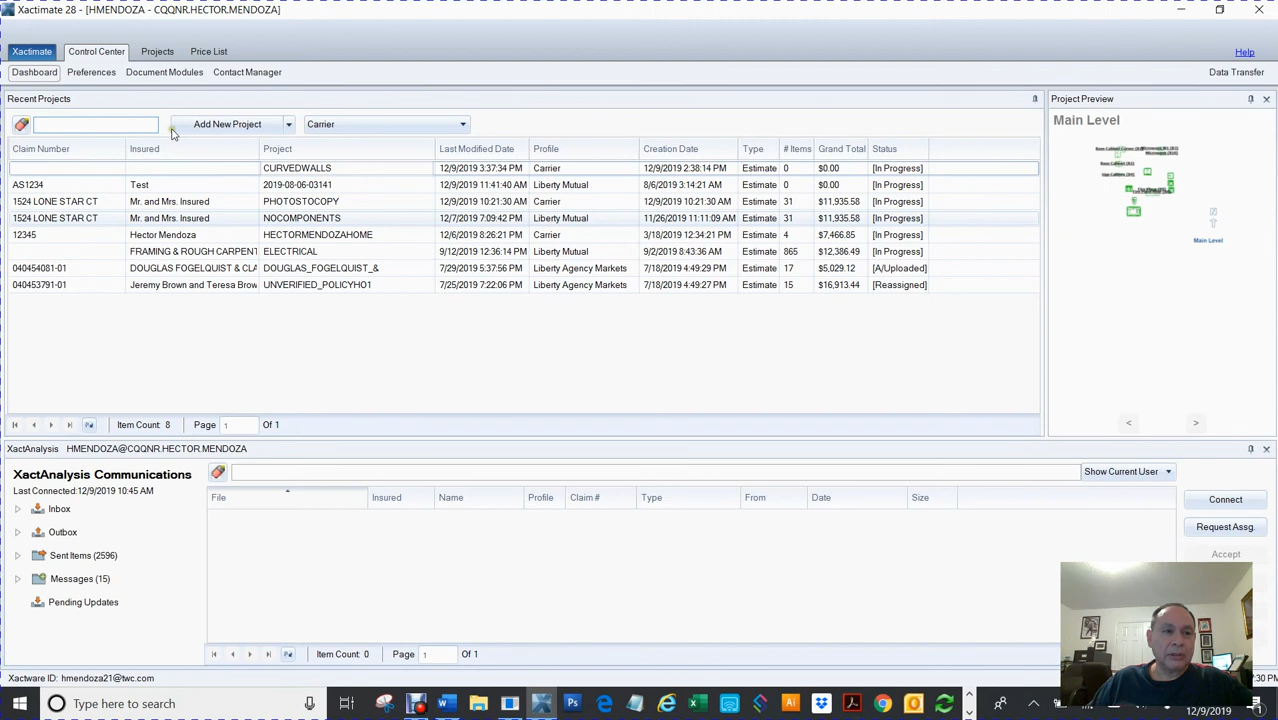 Xactimate 28 - [HMENDOZA - CQQNR.HECTOR.MENDOZA]
Xactimate Control Center Projects Price List Help
Dashboard Preferences Document Modules Contact Manager Data Transfer
Recent Projects Project Preview
Add New Project Carrier Main Level
Claim Number Insured Project Last Modified Date Profile Creation Date Type # Items Grand Total Status
CURVEDWALLS 12/9/2019 3:37:34 PM Carrier 12/9/2019 2:38:14 PM Estimate 0 $0.00 [In Progress]
AS1234 Test 2019-08-06-03141 12/9/2019 11:41:40 AM Liberty Mutual 8/6/2019 3:14:21 AM Estimate 0 $0.00 [In Progress]
1524 LONE STAR CT Mr. and Mrs. Insured PHOTOSTOCOPY 12/9/2019 10:21:30 AM Carrier 12/9/2019 10:21:30 AM Estimate 31 $11,935.58 [In Progress]
1524 LONE STAR CT Mr. and Mrs. Insured NOCOMPONENTS 12/7/2019 7:09:42 PM Liberty Mutual 11/26/2019 11:11:09 AM Estimate 31 $11,935.58 [In Progress]
12345 Hector Mendoza HECTORMENDOZAHOME 12/6/2019 8:26:21 PM Carrier 3/18/2019 12:34:21 PM Estimate 4 $7,466.85 [In Progress]
FRAMING & ROUGH CARPENT ELECTRICAL 9/12/2019 12:36:14 PM Liberty Mutual 9/2/2019 8:43:36 AM Estimate 865 $12,386.49 [In Progress]
040454081-01 DOUGLAS FOGELQUIST & CLA DOUGLAS_FOGELQUIST_& 7/29/2019 5:37:56 PM Liberty Agency Markets 7/18/2019 4:49:29 PM Estimate 17 $5,029.12 [A/Uploaded]
040453791-01 Jeremy Brown and Teresa Brow UNVERIFIED_POLICYHO1 7/25/2019 7:22:06 PM Liberty Agency Markets 7/18/2019 4:49:27 PM Estimate 15 $16,913.44 [Reassigned]
Main Level
Item Count: 8 Page 1 Of 1 < >
XactAnalysis HMENDOZA@CQQNR.HECTOR.MENDOZA
XactAnalysis Communications Show Current User
Last Connected:12/9/2019 10:45 AM
File Insured Name Profile Claim # Type From Date Size Connect
Inbox
Outbox Request Assg.
Sent Items (2596) Accept
Messages (15)
Pending Updates
Item Count: 0 Page 1 Of 1
Xactware ID: hmendoza21@twc.com
Type here to search
12/9/2019